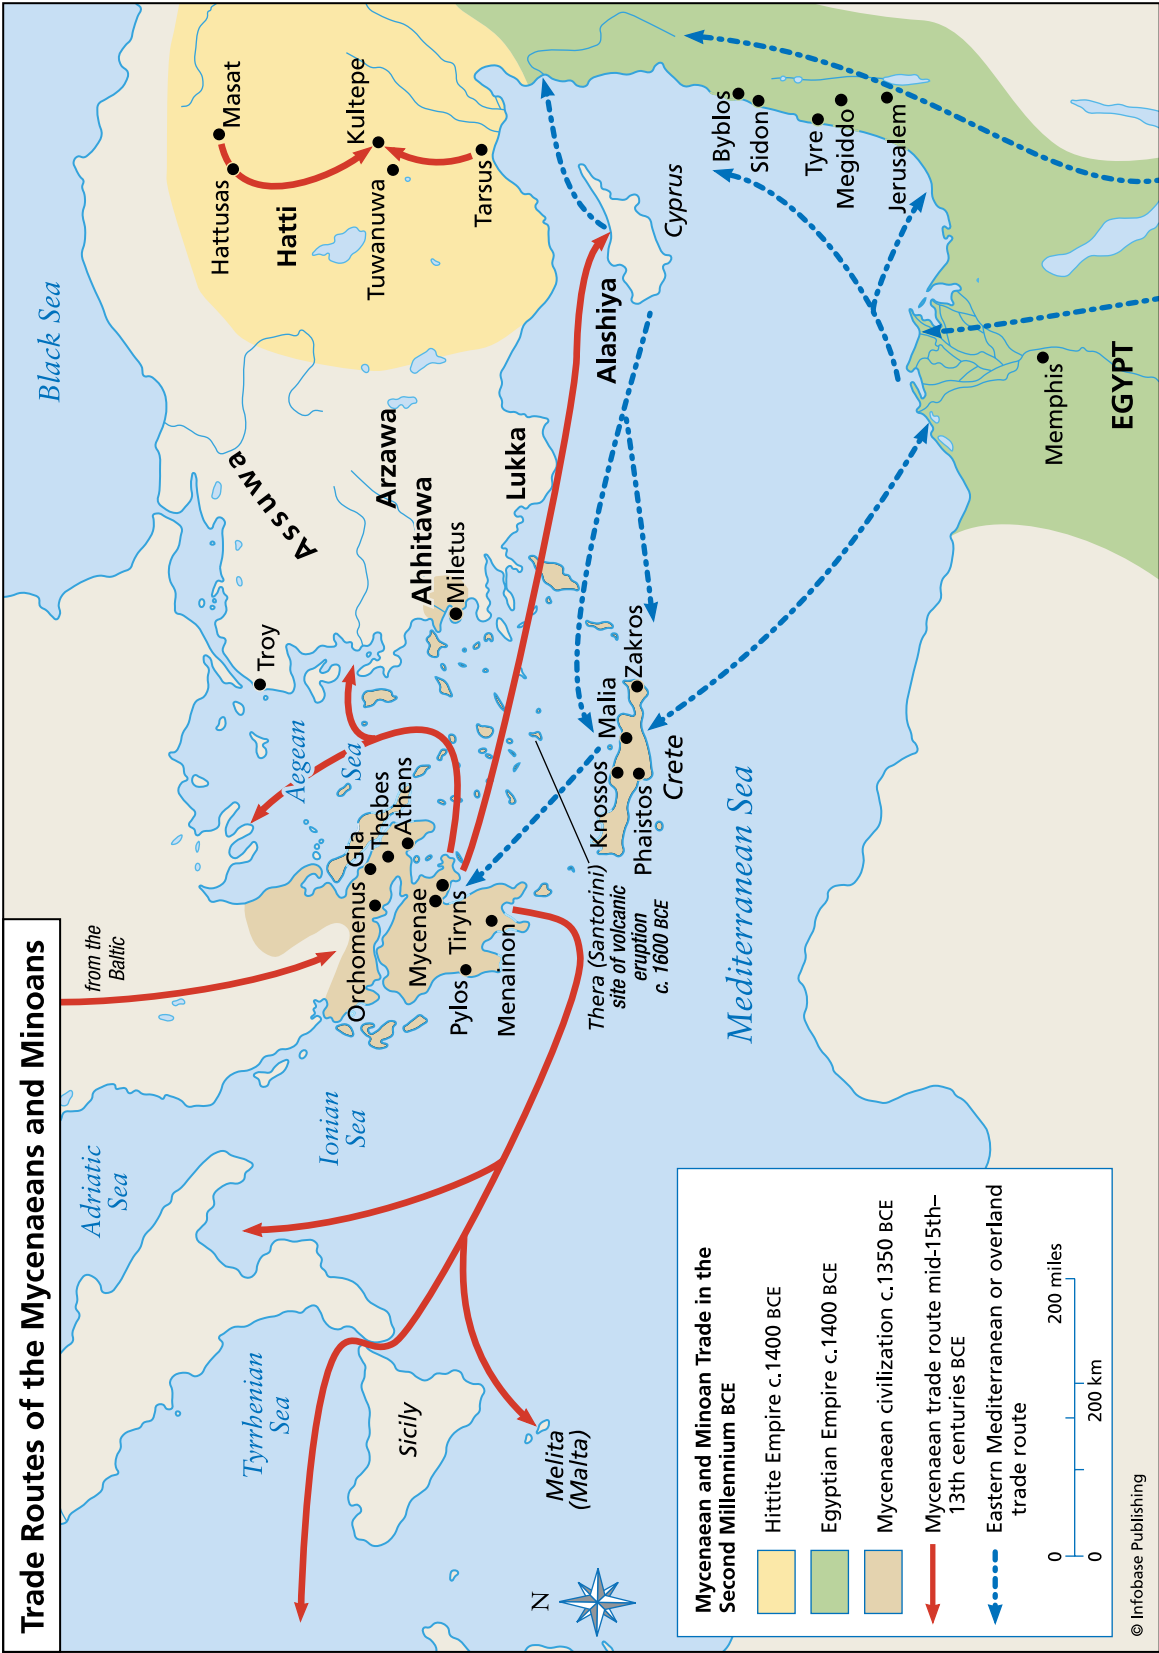 Trade Routes of the Mycenaeans and Minoans
Black Sea
Masat
Hattusas
Hatti
Kultepe
Tuwanuwa
Tarsus
Assuwa
Arzawa
Ahhitawa
Miletus
Lukka
Troy
Aegean
Sea
from the
Baltic
Orchomenus
Gla
Thebes
Athens
Mycenae
Tiryns
Pylos
Menainon
Adriatic
Sea
Ionian
Sea
Tyrrhenian
Sea
Sicily
Melita
(Malta)
Thera (Santorini)
site of volcanic
eruption
c. 1600 BCE
Knossos
Malia
Zakros
Phaistos
Crete
Alashiya
Cyprus
Byblos
Sidon
Tyre
Megiddo
Jerusalem
Mediterranean Sea
Memphis
EGYPT
N
Mycenaean and Minoan Trade in the
Second Millennium BCE
Hittite Empire c.1400 BCE
Egyptian Empire c.1400 BCE
Mycenaean civilization c.1350 BCE
Mycenaean trade route mid-15th–
13th centuries BCE
Eastern Mediterranean or overland
trade route
0
200 miles
0
200 km
© Infobase Publishing